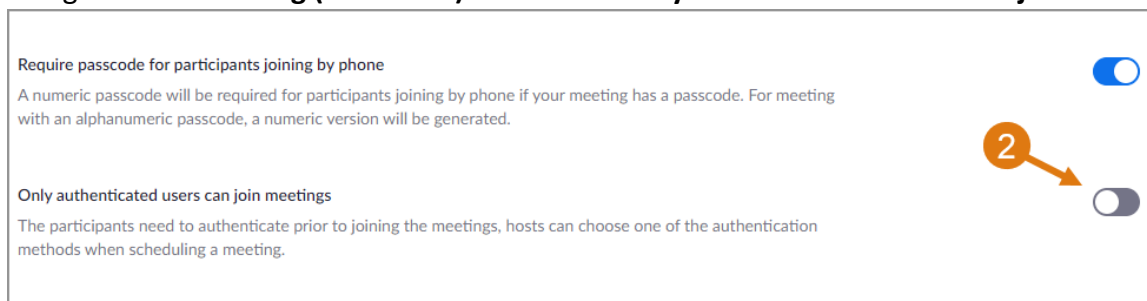 Require passcode for participants joining by phone
A numeric passcode will be required for participants joining by phone if your meeting has a passcode. For meeting
with an alphanumeric passcode, a numeric version will be generated.
2
Only authenticated users can join meetings
The participants need to authenticate prior to joining the meetings, hosts can choose one of the authentication
methods when scheduling a meeting.